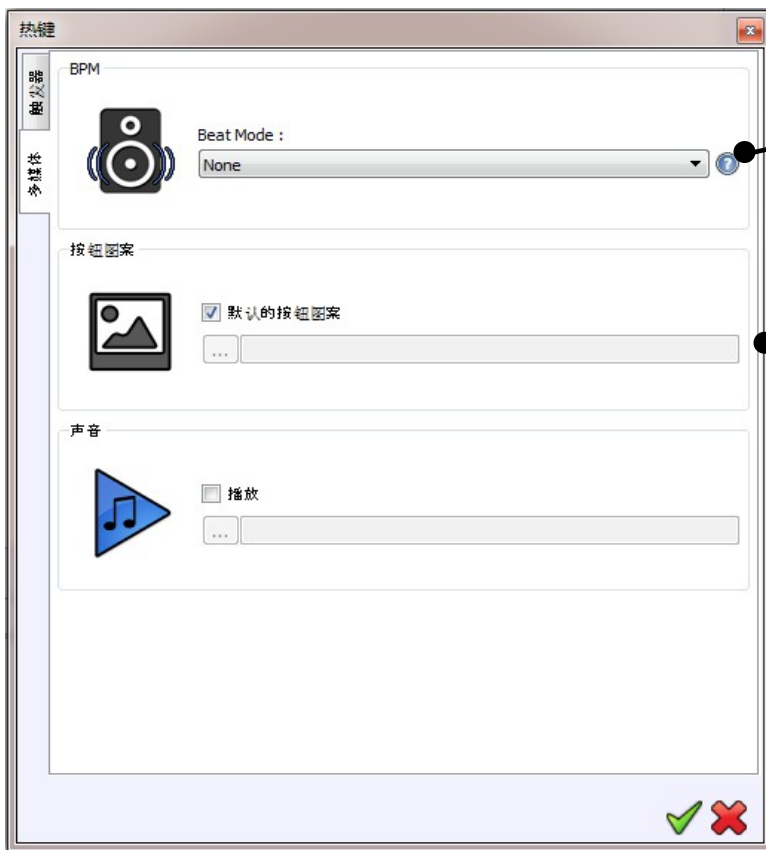 热键
触发器
多媒体
BPM
Beat Mode :
None
?
按钮图案
默认的按钮图案
...
声音
播放
...